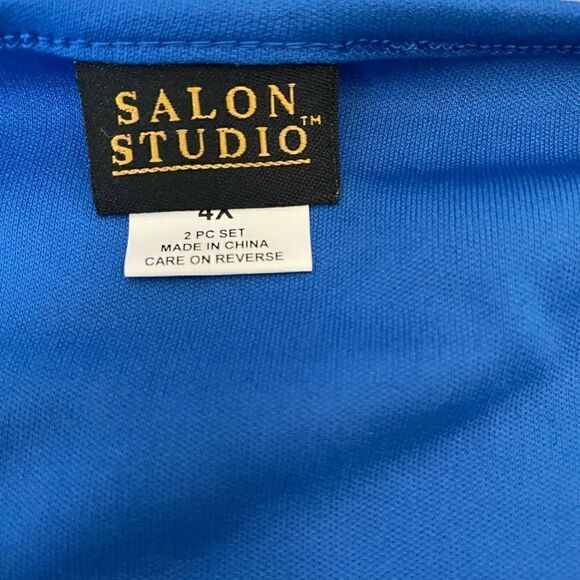 SALON
STUDIO™
4X
2 PC SET
MADE IN CHINA
CARE ON REVERSE